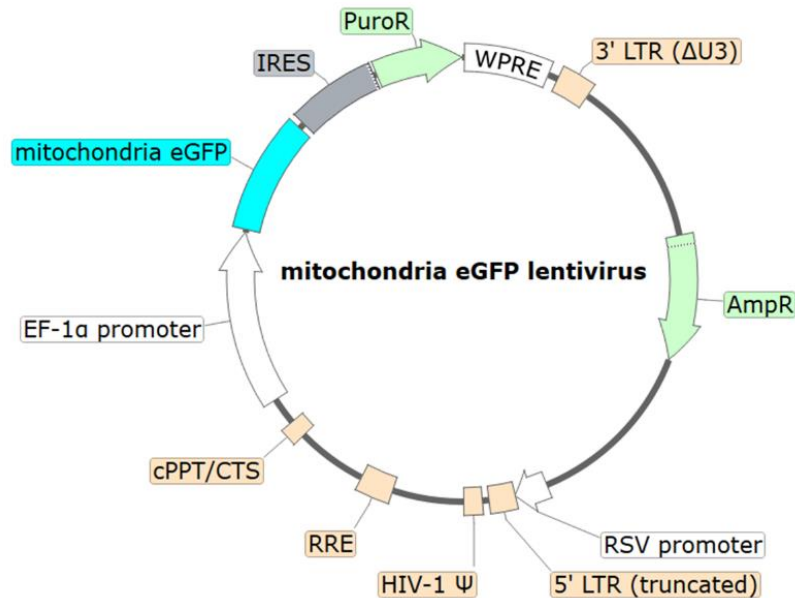 PuroR
WPRE
3' LTR (ΔU3)
IRES
mitochondria eGFP
mitochondria eGFP lentivirus
AmpR
EF-1α promoter
cPPT/CTS
RRE
RSV promoter
HIV-1 Ψ
5' LTR (truncated)